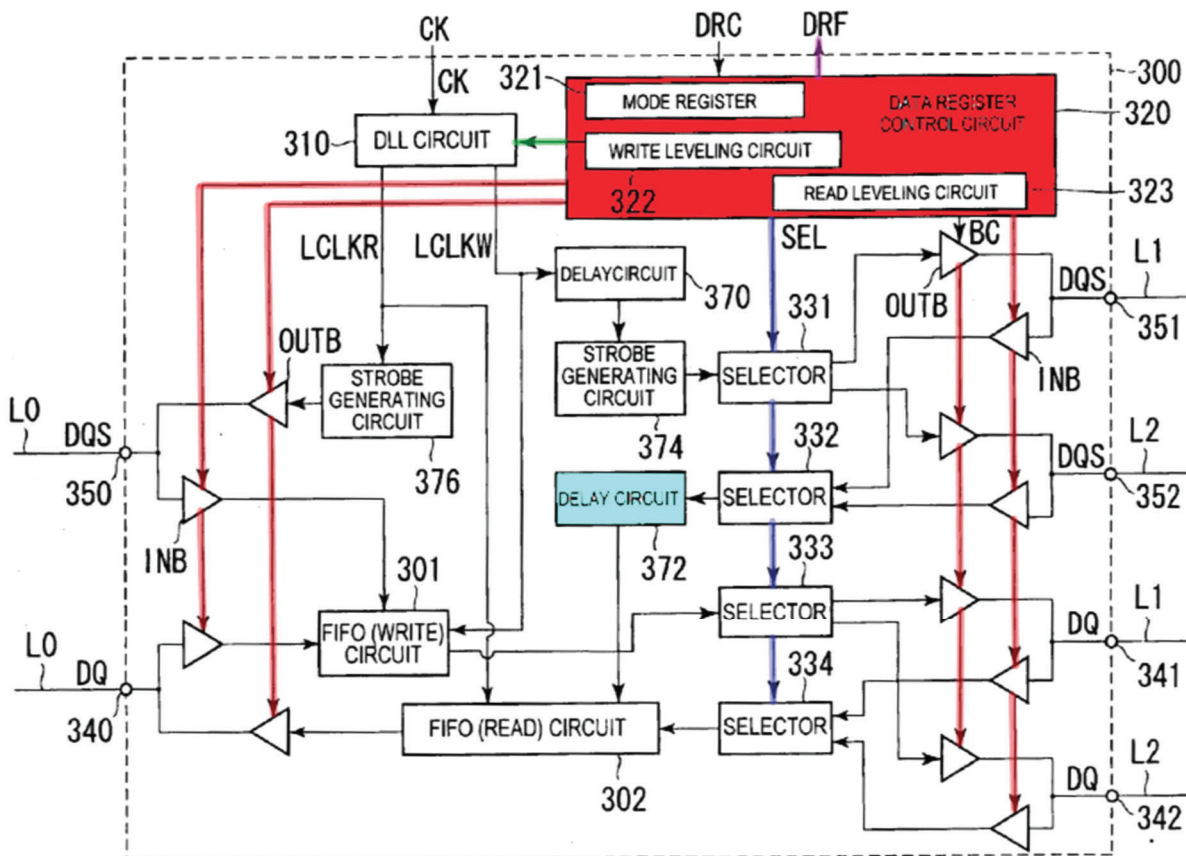 CK
DRC
DRF
300
321
CK
MODE REGISTER
DATA REGISTER
CONTROL CIRCUIT
320
310
DLL CIRCUIT
WRITE LEVELING CIRCUIT
322
READ LEVELING CIRCUIT
323
LCLKR
LCLKW
SEL
BC
DELAYCIRCUIT
370
OUTB
331
DQS
L1
351
OUTB
STROBE
GENERATING
CIRCUIT
376
STROBE
GENERATING
CIRCUIT
374
SELECTOR
INB
L0
DQS
350
332
DQS
L2
352
DELAY CIRCUIT
372
SELECTOR
INB
301
333
FIFO (WRITE)
CIRCUIT
SELECTOR
L1
DQ
341
L0
DQ
340
334
FIFO (READ) CIRCUIT
302
SELECTOR
L2
DQ
342